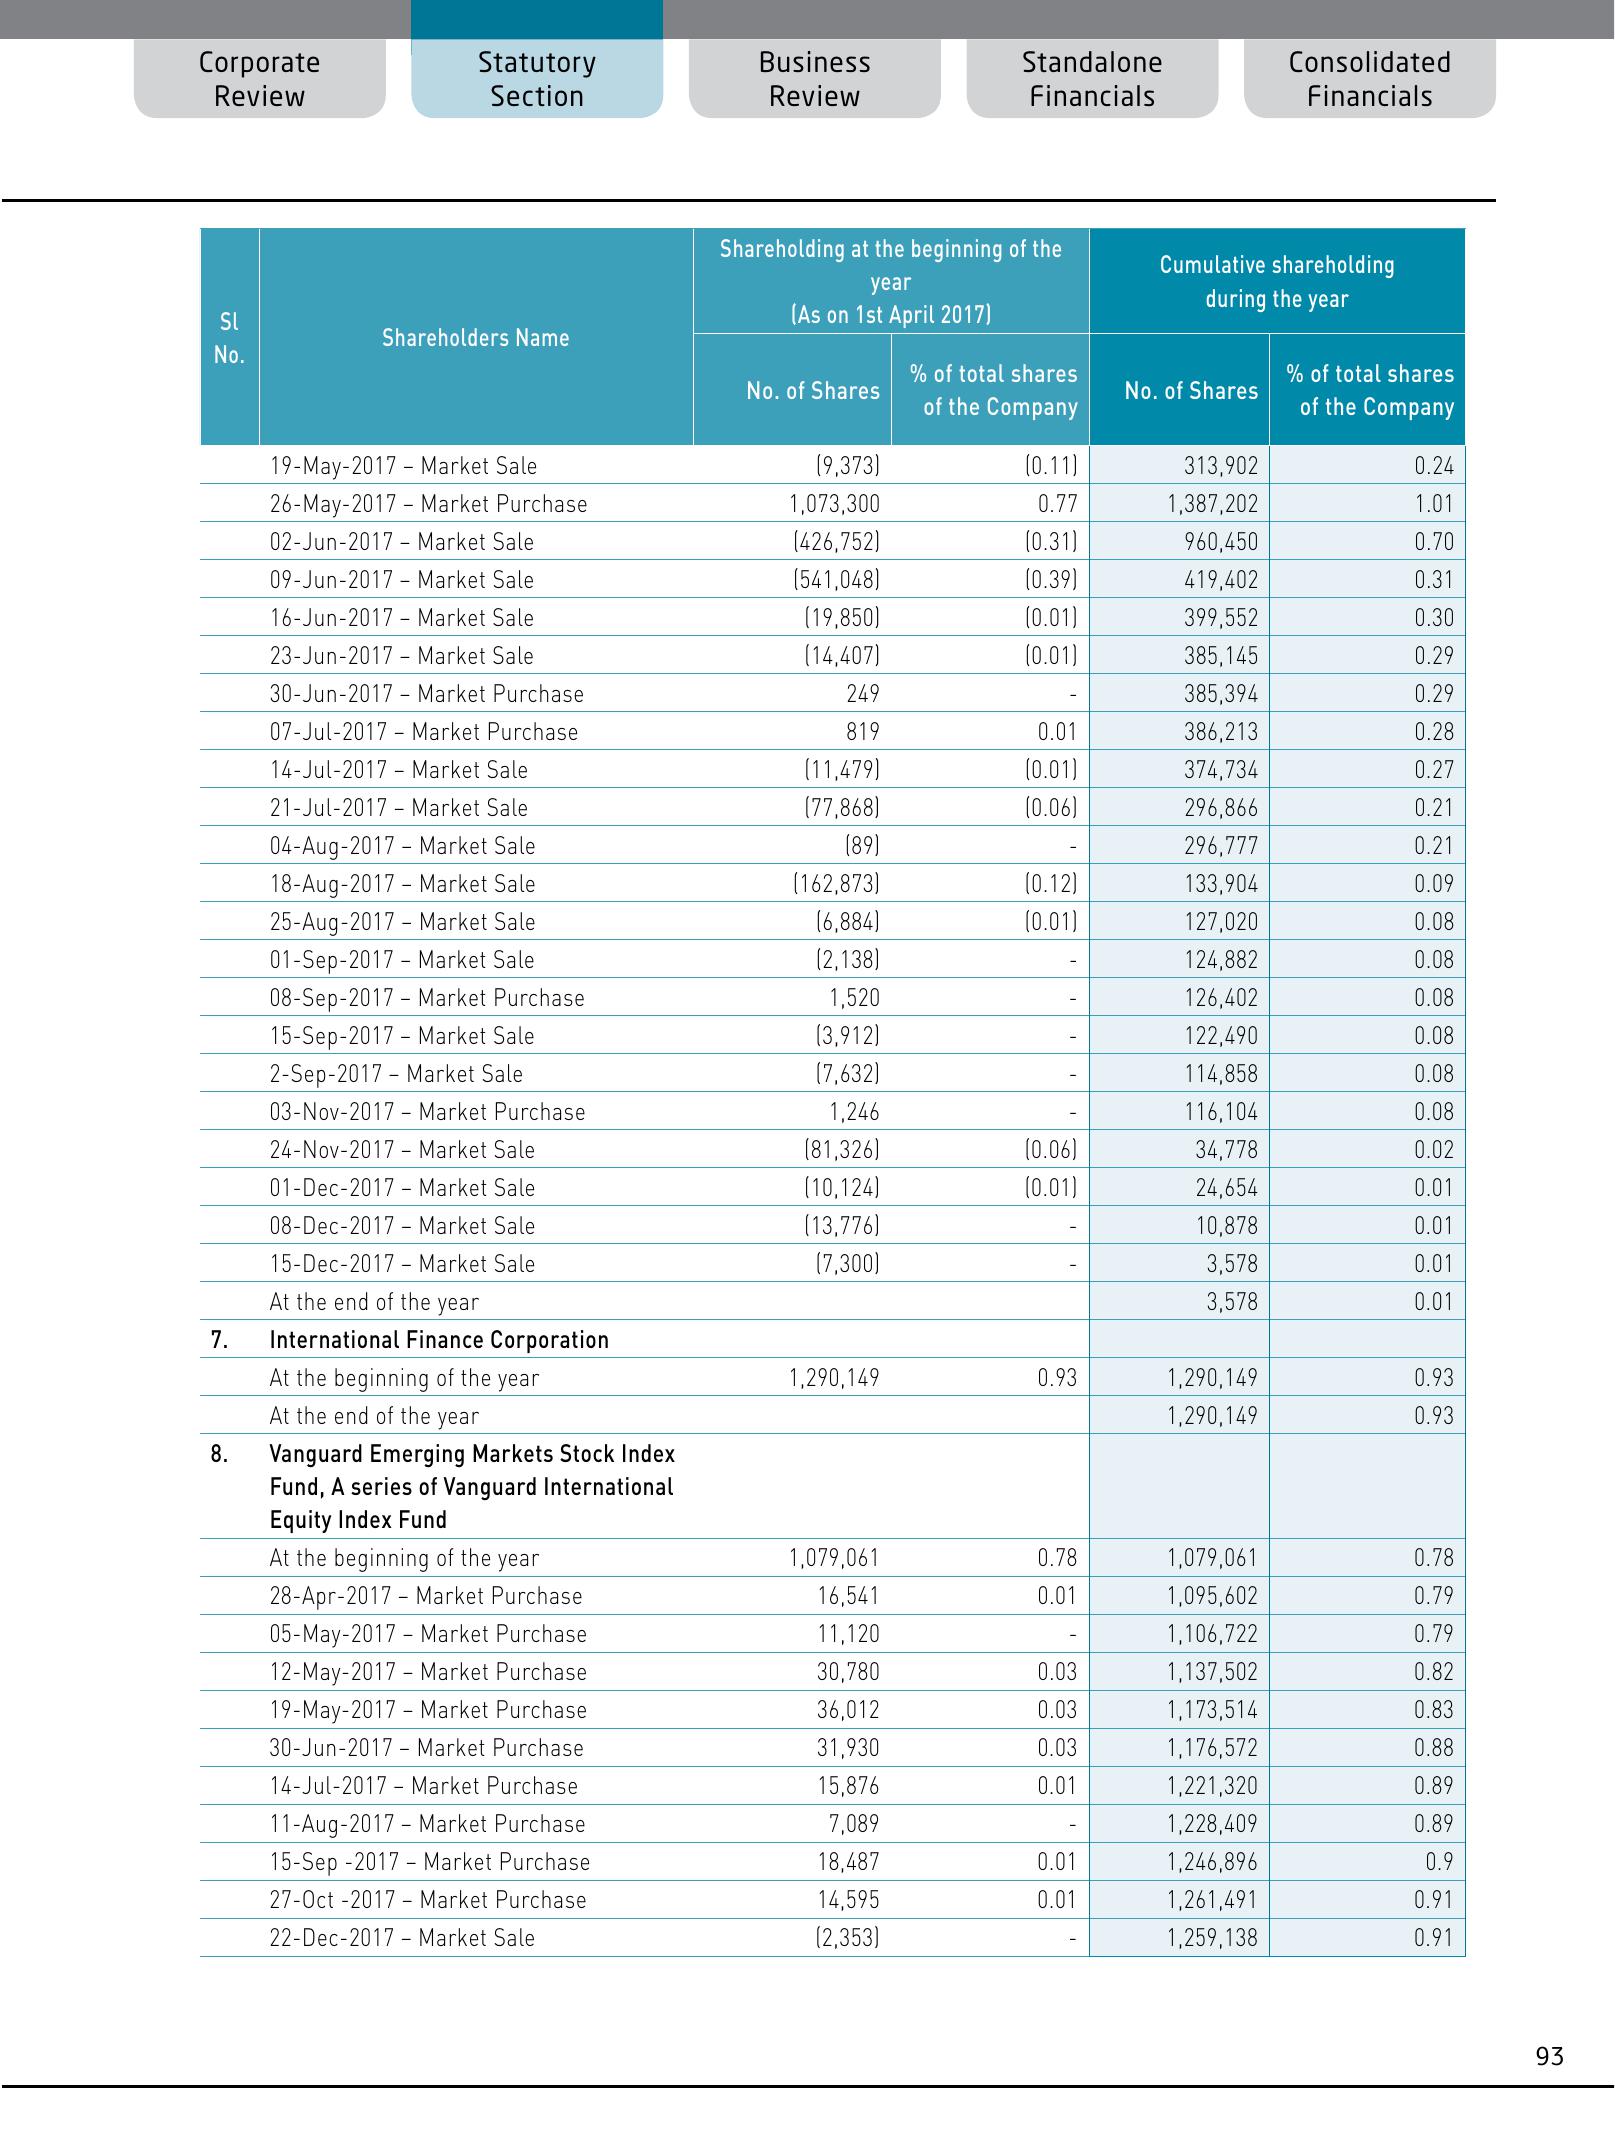 Corporate Review
Statutory Section
Business Review
Standalone Financials
Consolidated Financials
Sl No.
Shareholders Name
Shareholding at the beginning of the year
(As on 1st April 2017)
Cumulative shareholding during the year
No. of Shares
% of total shares of the Company
No. of Shares
% of total shares of the Company
19-May-2017 – Market Sale (9,373) (0.11) 313,902 0.24
26-May-2017 – Market Purchase 1,073,300 0.77 1,387,202 1.01
02-Jun-2017 – Market Sale (426,752) (0.31) 960,450 0.70
09-Jun-2017 – Market Sale (541,048) (0.39) 419,402 0.31
16-Jun-2017 – Market Sale (19,850) (0.01) 399,552 0.30
23-Jun-2017 – Market Sale (14,407) (0.01) 385,145 0.29
30-Jun-2017 – Market Purchase 249 - 385,394 0.29
07-Jul-2017 – Market Purchase 819 0.01 386,213 0.28
14-Jul-2017 – Market Sale (11,479) (0.01) 374,734 0.27
21-Jul-2017 – Market Sale (77,868) (0.06) 296,866 0.21
04-Aug-2017 – Market Sale (89) - 296,777 0.21
18-Aug-2017 – Market Sale (162,873) (0.12) 133,904 0.09
25-Aug-2017 – Market Sale (6,884) (0.01) 127,020 0.08
01-Sep-2017 – Market Sale (2,138) - 124,882 0.08
08-Sep-2017 – Market Purchase 1,520 - 126,402 0.08
15-Sep-2017 – Market Sale (3,912) - 122,490 0.08
2-Sep-2017 – Market Sale (7,632) - 114,858 0.08
03-Nov-2017 – Market Purchase 1,246 - 116,104 0.08
24-Nov-2017 – Market Sale (81,326) (0.06) 34,778 0.02
01-Dec-2017 – Market Sale (10,124) (0.01) 24,654 0.01
08-Dec-2017 – Market Sale (13,776) - 10,878 0.01
15-Dec-2017 – Market Sale (7,300) - 3,578 0.01
At the end of the year 3,578 0.01
7. International Finance Corporation
At the beginning of the year 1,290,149 0.93 1,290,149 0.93
At the end of the year 1,290,149 0.93
8. Vanguard Emerging Markets Stock Index
Fund, A series of Vanguard International
Equity Index Fund
At the beginning of the year 1,079,061 0.78 1,079,061 0.78
28-Apr-2017 – Market Purchase 16,541 0.01 1,095,602 0.79
05-May-2017 – Market Purchase 11,120 - 1,106,722 0.79
12-May-2017 – Market Purchase 30,780 0.03 1,137,502 0.82
19-May-2017 – Market Purchase 36,012 0.03 1,173,514 0.83
30-Jun-2017 – Market Purchase 31,930 0.03 1,176,572 0.88
14-Jul-2017 – Market Purchase 15,876 0.01 1,221,320 0.89
11-Aug-2017 – Market Purchase 7,089 - 1,228,409 0.89
15-Sep -2017 – Market Purchase 18,487 0.01 1,246,896 0.9
27-Oct -2017 – Market Purchase 14,595 0.01 1,261,491 0.91
22-Dec-2017 – Market Sale (2,353) - 1,259,138 0.91
93